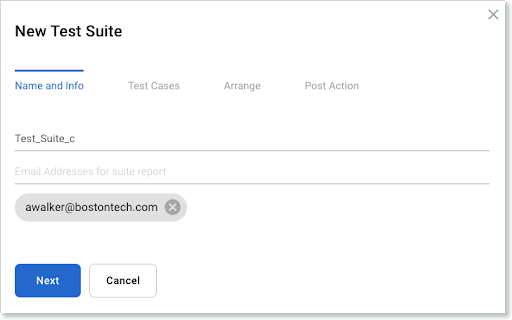 New Test Suite
Name and Info Test Cases Arrange Post Action
Test_Suite_c
Email Addresses for suite report
awalker@bostontech.com
Next Cancel